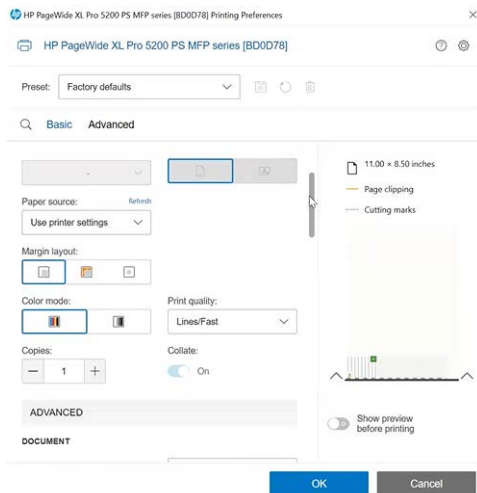 HP PageWide XL Pro 5200 PS MFP series [BD0D78] Printing Preferences
HP PageWide XL Pro 5200 PS MFP series [BD0D78]
Preset:
Factory defaults
Basic
Advanced
Paper source:
Refresh
Use printer settings
Margin layout:
Color mode:
Print quality:
Lines/Fast
Copies:
1
Collate:
On
ADVANCED
DOCUMENT
11.00 × 8.50 inches
Page clipping
Cutting marks
Show preview
before printing
OK
Cancel